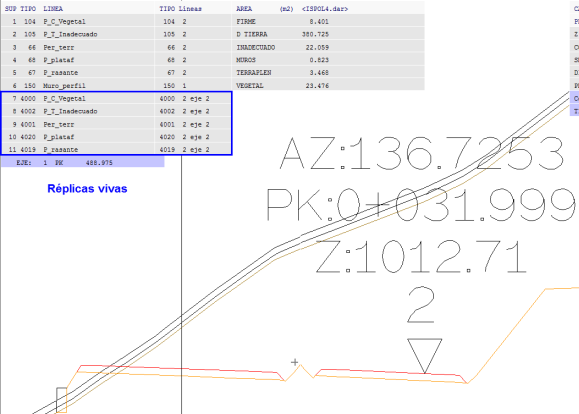 SUP TIPO LINEA TIPO Lineas AREA (m2) <ISPOL4.dar>
1 104 P_C_Vegetal 104 2 FIRME 8.401
2 105 P_T_Inadecuado 105 2 D TIERRA 380.725
3 66 Per_terr 66 2 INADECUADO 22.059
4 68 P_plataf 68 2 MUROS 0.823
5 67 P_rasante 67 2 TERRAPLEN 3.468
6 150 Muro_perfil 150 1 VEGETAL 23.476
7 4000 P_C_Vegetal 4000 2 eje 2
8 4002 P_T_Inadecuado 4002 2 eje 2
9 4001 Per_terr 4001 2 eje 2
10 4020 P_plataf 4020 2 eje 2
11 4019 P_rasante 4019 2 eje 2
EJE: 1 PK 488.975
Réplicas vivas
AZ:136.7253
PK:0+031.999
Z:1012.71
2